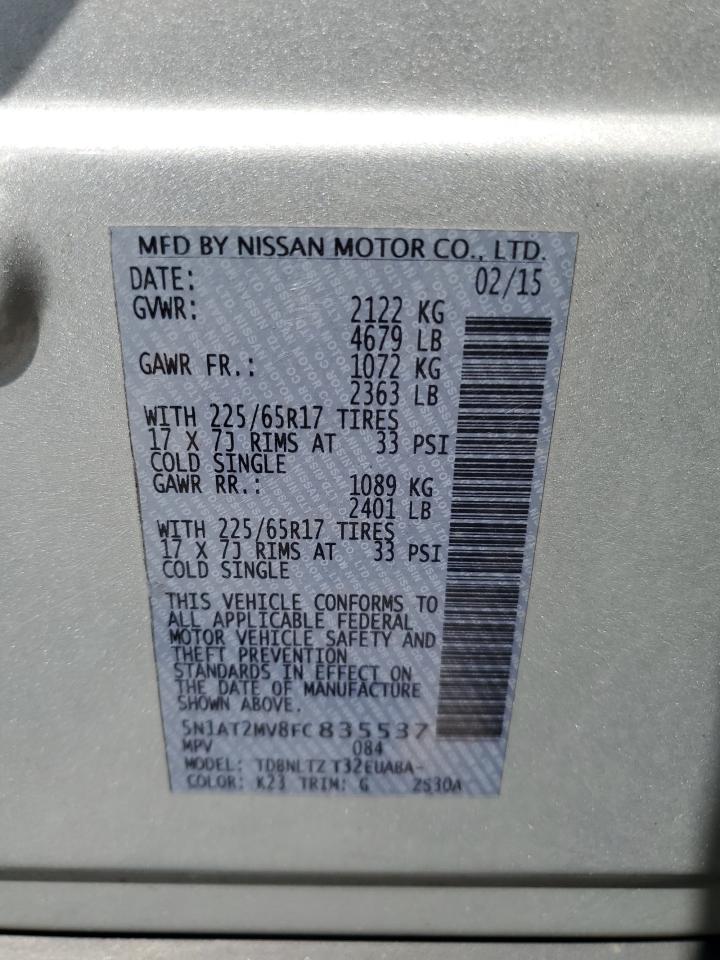 MFD BY NISSAN MOTOR CO., LTD.
DATE: 02/15
GVWR: 2122 KG
4679 LB
GAWR FR.: 1072 KG
2363 LB
WITH 225/65R17 TIRES
17 X 7J RIMS AT 33 PSI
COLD SINGLE
GAWR RR.: 1089 KG
2401 LB
WITH 225/65R17 TIRES
17 X 7J RIMS AT 33 PSI
COLD SINGLE
THIS VEHICLE CONFORMS TO
ALL APPLICABLE FEDERAL
MOTOR VEHICLE SAFETY AND
THEFT PREVENTION
STANDARDS IN EFFECT ON
THE DATE OF MANUFACTURE
SHOWN ABOVE.
5N1AT2MV8FC835537
MPV 084
MODEL: TDBNLTZ T32EUABA-
COLOR: K23 TRIM: G 2S30A